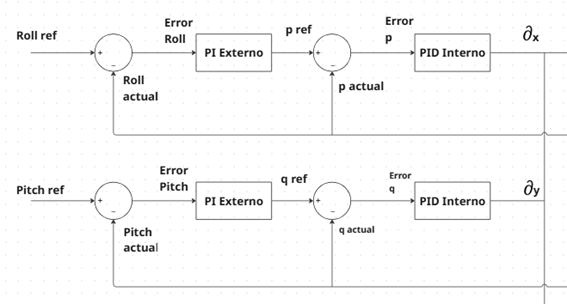 Roll ref
+
−
Error
Roll
PI Externo
p ref
+
−
Error
p
PID Interno
∂x
Roll
actual
p actual
Pitch ref
+
−
Error
Pitch
PI Externo
q ref
+
−
Error
q
PID Interno
∂y
Pitch
actual
q actual